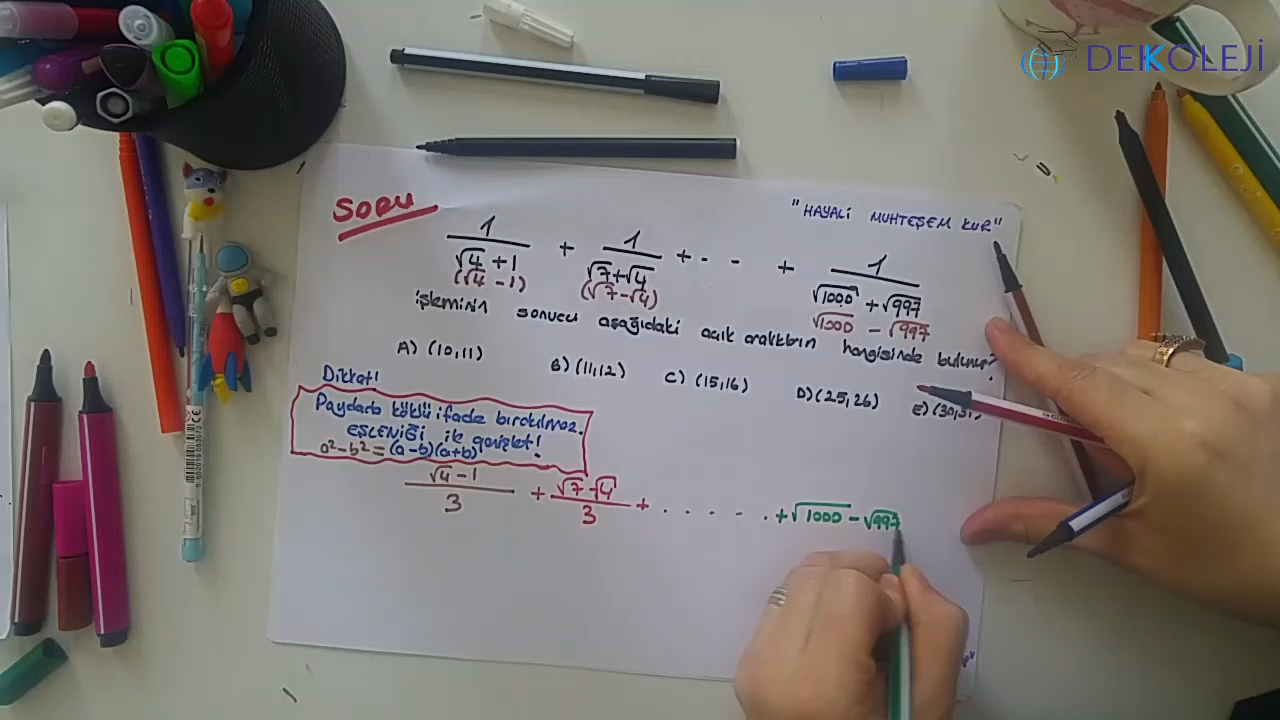 DEKOLEJİ
SORU
"HAYALİ MUHTEŞEM KUR"
1/(√4 + 1) + 1/(√7 + √4) + . . . + 1/(√1000 + √997)
(√4 - 1) (√7 - √4) √1000 - √997
işleminin sonucu aşağıdaki açık aralıkların hangisinde bulunur?
A) (10,11) B) (11,12) C) (15,16) D) (25,26) E) (30,31)
Dikkat!
Paydada köklü ifade bırakılmaz.
EŞLENİĞİ ile genişlet!
a² - b² = (a-b)(a+b)
(√4 - 1)/3 + (√7 - √4)/3 + . . . . . . + √1000 - √997